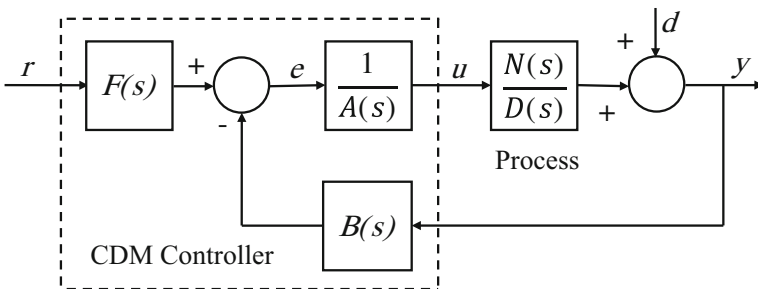 d
r
F(s)
+
-
e
1
A(s)
u
N(s)
D(s)
+
+
y
Process
B(s)
CDM Controller